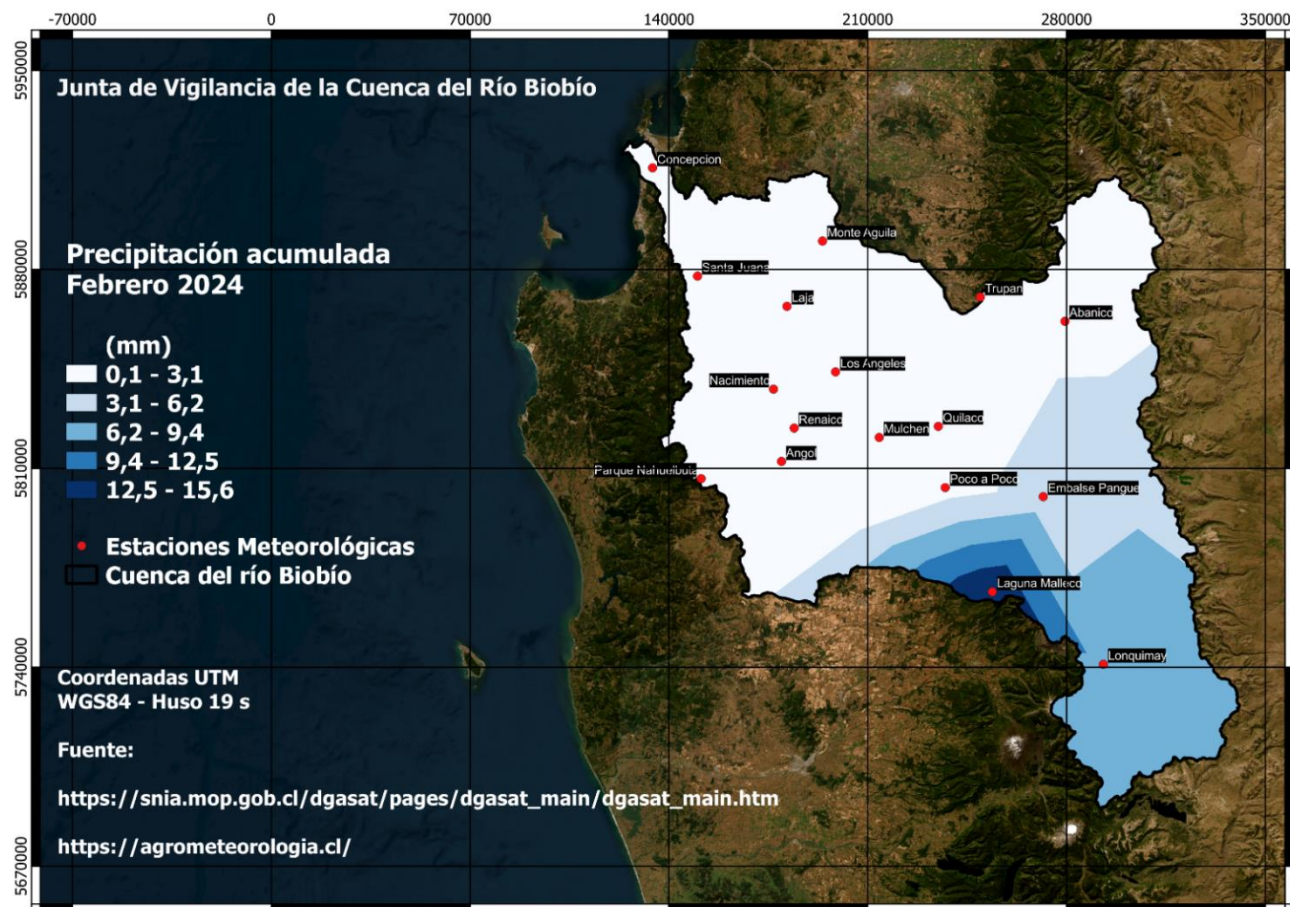 -70000 0 70000 140000 210000 280000 350000
5950000
Junta de Vigilancia de la Cuenca del Río Biobío
Concepcion
Monte Aguila
5880000
Precipitación acumulada
Febrero 2024
Santa Juana
Trupan
Laja
Abanico
(mm)
0,1 - 3,1
3,1 - 6,2
6,2 - 9,4
9,4 - 12,5
12,5 - 15,6
Los Angeles
Nacimiento
Renaico
Quilaco
Mulchen
Angol
5810000
Parque Nahuelbuta
Poco a Poco
Embalse Pangue
Estaciones Meteorológicas
Cuenca del río Biobío
Laguna Malleco
Lonquimay
5740000
Coordenadas UTM
WGS84 - Huso 19 s
Fuente:
https://snia.mop.gob.cl/dgasat/pages/dgasat_main/dgasat_main.htm
https://agrometeorologia.cl/
5670000